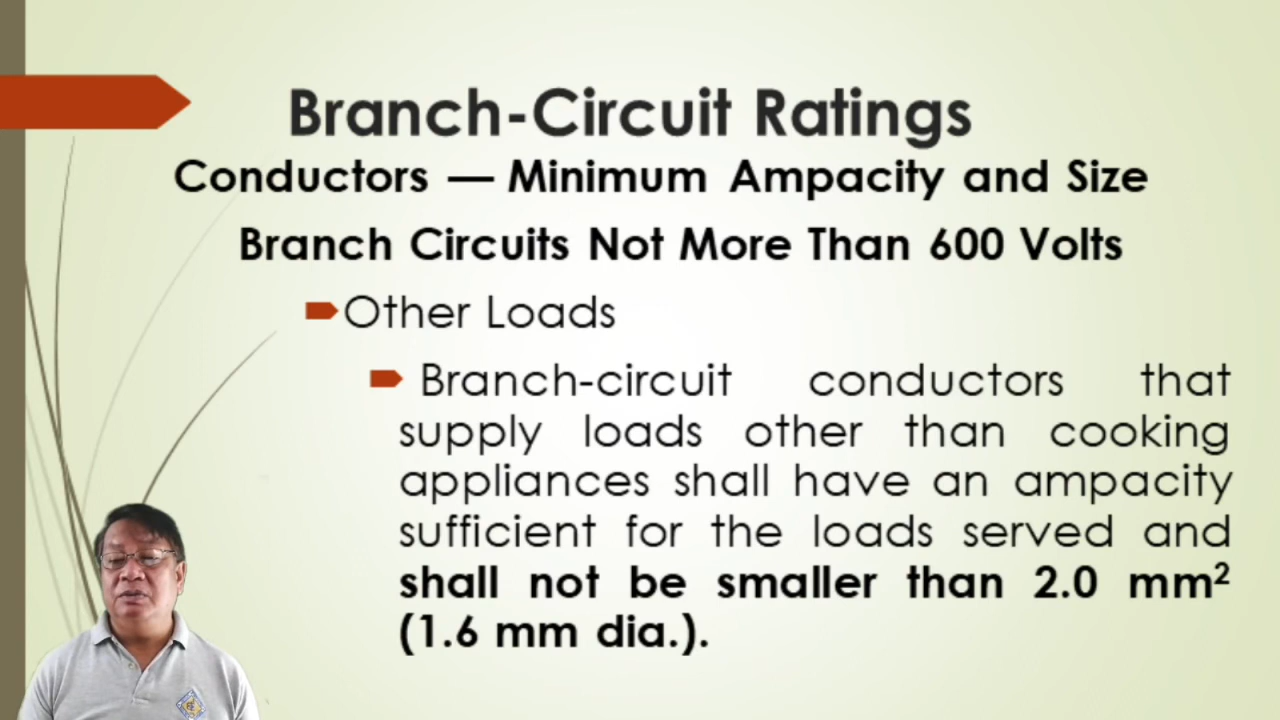 Branch-Circuit Ratings
Conductors — Minimum Ampacity and Size
Branch Circuits Not More Than 600 Volts
Other Loads
Branch-circuit conductors that
supply loads other than cooking
appliances shall have an ampacity
sufficient for the loads served and
shall not be smaller than 2.0 mm²
(1.6 mm dia.).